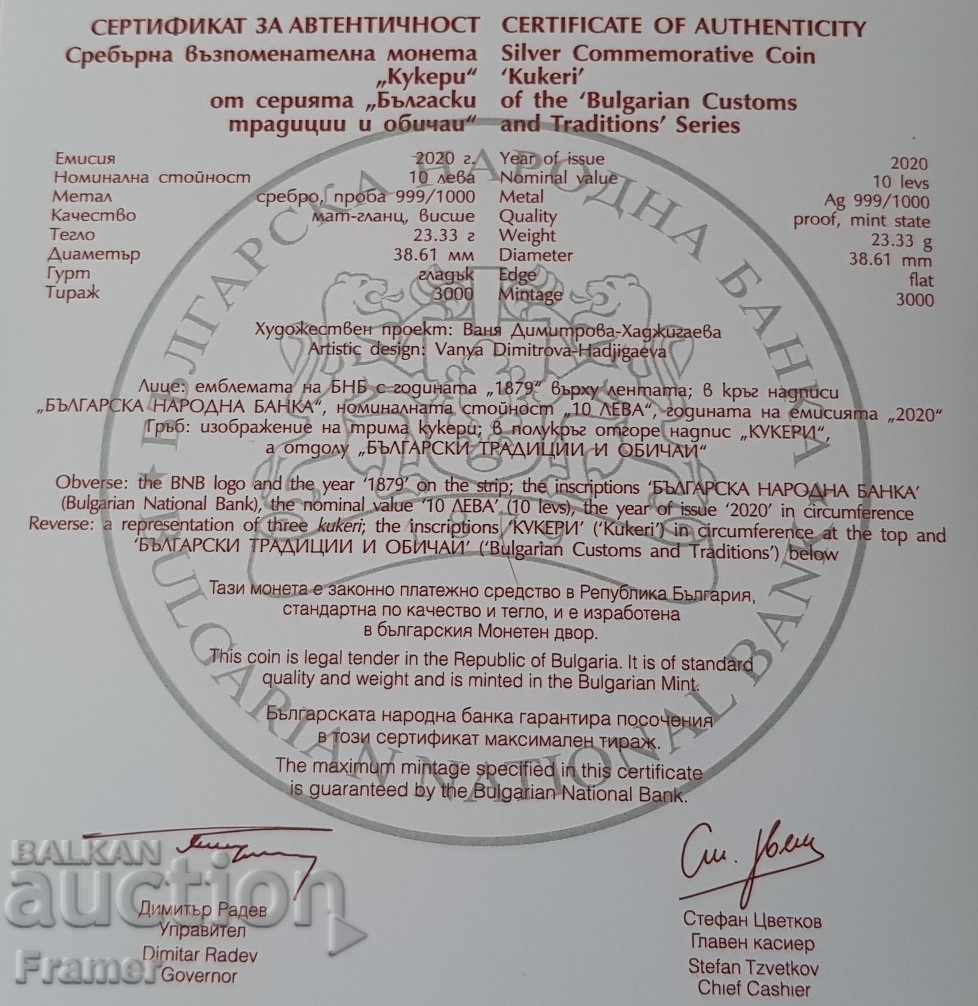 СЕРТИФИКАТ ЗА АВТЕНТИЧНОСТ
Сребърна възпоменателна монета
„Кукери“
от серията „Бългаски
традиции и обичаи“
CERTIFICATE OF AUTHENTICITY
Silver Commemorative Coin
‘Kukeri’
of the ‘Bulgarian Customs
and Traditions’ Series
Емисия 2020 г.
Номинална стойност 10 лева
Метал сребро, проба 999/1000
Качество мат-гланц, висше
Тегло 23.33 г
Диаметър 38.61 мм
Гурт гладък
Тираж 3000
Year of issue 2020
Nominal value 10 levs
Metal Ag 999/1000
Quality proof, mint state
Weight 23.33 g
Diameter 38.61 mm
Edge flat
Mintage 3000
Художествен проект: Ваня Димитрова-Хаджигаева
Artistic design: Vanya Dimitrova-Hadjigaeva
Лице: емблемата на БНБ с годината „1879“ върху лентата; в кръг надписи
„БЪЛГАРСКА НАРОДНА БАНКА“, номиналната стойност „10 ЛЕВА“, годината на емисията „2020“
Гръб: изображение на трима кукери; в полукръг отгоре надпис „КУКЕРИ“,
а отдолу „БЪЛГАРСКИ ТРАДИЦИИ И ОБИЧАИ“
Obverse: the BNB logo and the year ‘1879’ on the strip; the inscriptions ‘БЪЛГАРСКА НАРОДНА БАНКА’
(Bulgarian National Bank), the nominal value ‘10 ЛЕВА’ (10 levs), the year of issue ‘2020’ in circumference
Reverse: a representation of three kukeri; the inscriptions ‘КУКЕРИ’ (‘Kukeri’) in circumference at the top and
‘БЪЛГАРСКИ ТРАДИЦИИ И ОБИЧАИ’ (‘Bulgarian Customs and Traditions’) below
Тази монета е законно платежно средство в Република България,
стандартна по качество и тегло, и е изработена
в българския Монетен двор.
This coin is legal tender in the Republic of Bulgaria. It is of standard
quality and weight and is minted in the Bulgarian Mint.
Българската народна банка гарантира посочения
в този сертификат максимален тираж.
The maximum mintage specified in this certificate
is guaranteed by the Bulgarian National Bank.
Димитър Радев
Управител
Dimitar Radev
Governor
Стефан Цветков
Главен касиер
Stefan Tzvetkov
Chief Cashier
БЪЛГАРСКА НАРОДНА БАНКА
BULGARIAN NATIONAL BANK
BALKAN
auction
Framer